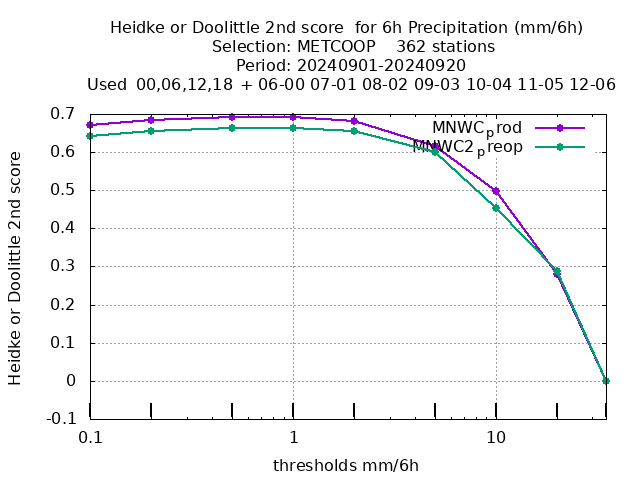 Heidke or Doolittle 2nd score  for 6h Precipitation (mm/6h)
Selection: METCOOP    362 stations
Period: 20240901-20240920
Used  00,06,12,18  + 06-00 07-01 08-02 09-03 10-04 11-05 12-06
MNWC_prod
MNWC2_preop
Heidke or Doolittle 2nd score
0.7
0.6
0.5
0.4
0.3
0.2
0.1
0
-0.1
0.1 1 10
thresholds mm/6h